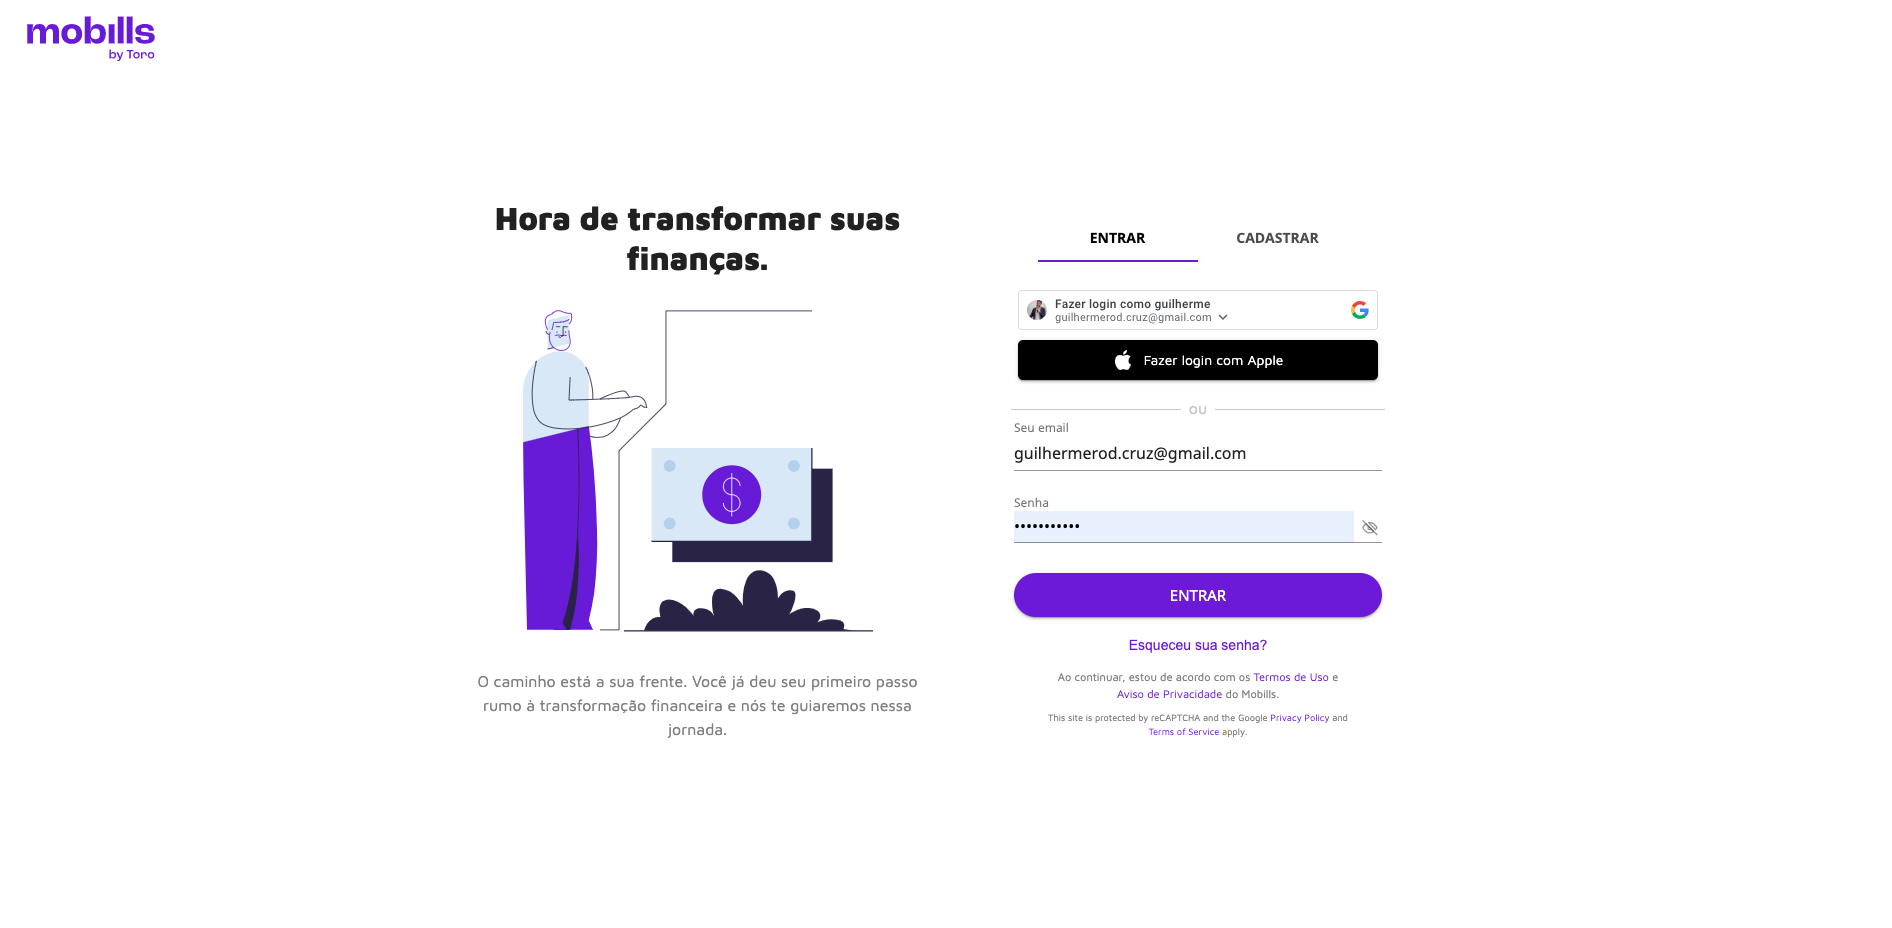 mobills
by Toro
Hora de transformar suas
finanças.
O caminho está a sua frente. Você já deu seu primeiro passo
rumo à transformação financeira e nós te guiaremos nessa
jornada.
ENTRAR
CADASTRAR
Fazer login como guilherme
guilhermerod.cruz@gmail.com
Fazer login com Apple
ou
Seu email
guilhermerod.cruz@gmail.com
Senha
•••••••••••
ENTRAR
Esqueceu sua senha?
Ao continuar, estou de acordo com os Termos de Uso e
Aviso de Privacidade do Mobills.
This site is protected by reCAPTCHA and the Google Privacy Policy and
Terms of Service apply.